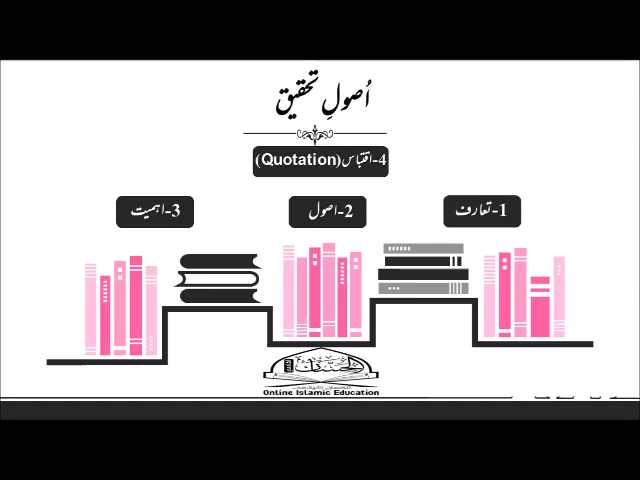 اُصولِ تحقیق
4-اقتباس(Quotation)
1-تعارف
2-اصول
3-اہمیت
Online Islamic Education